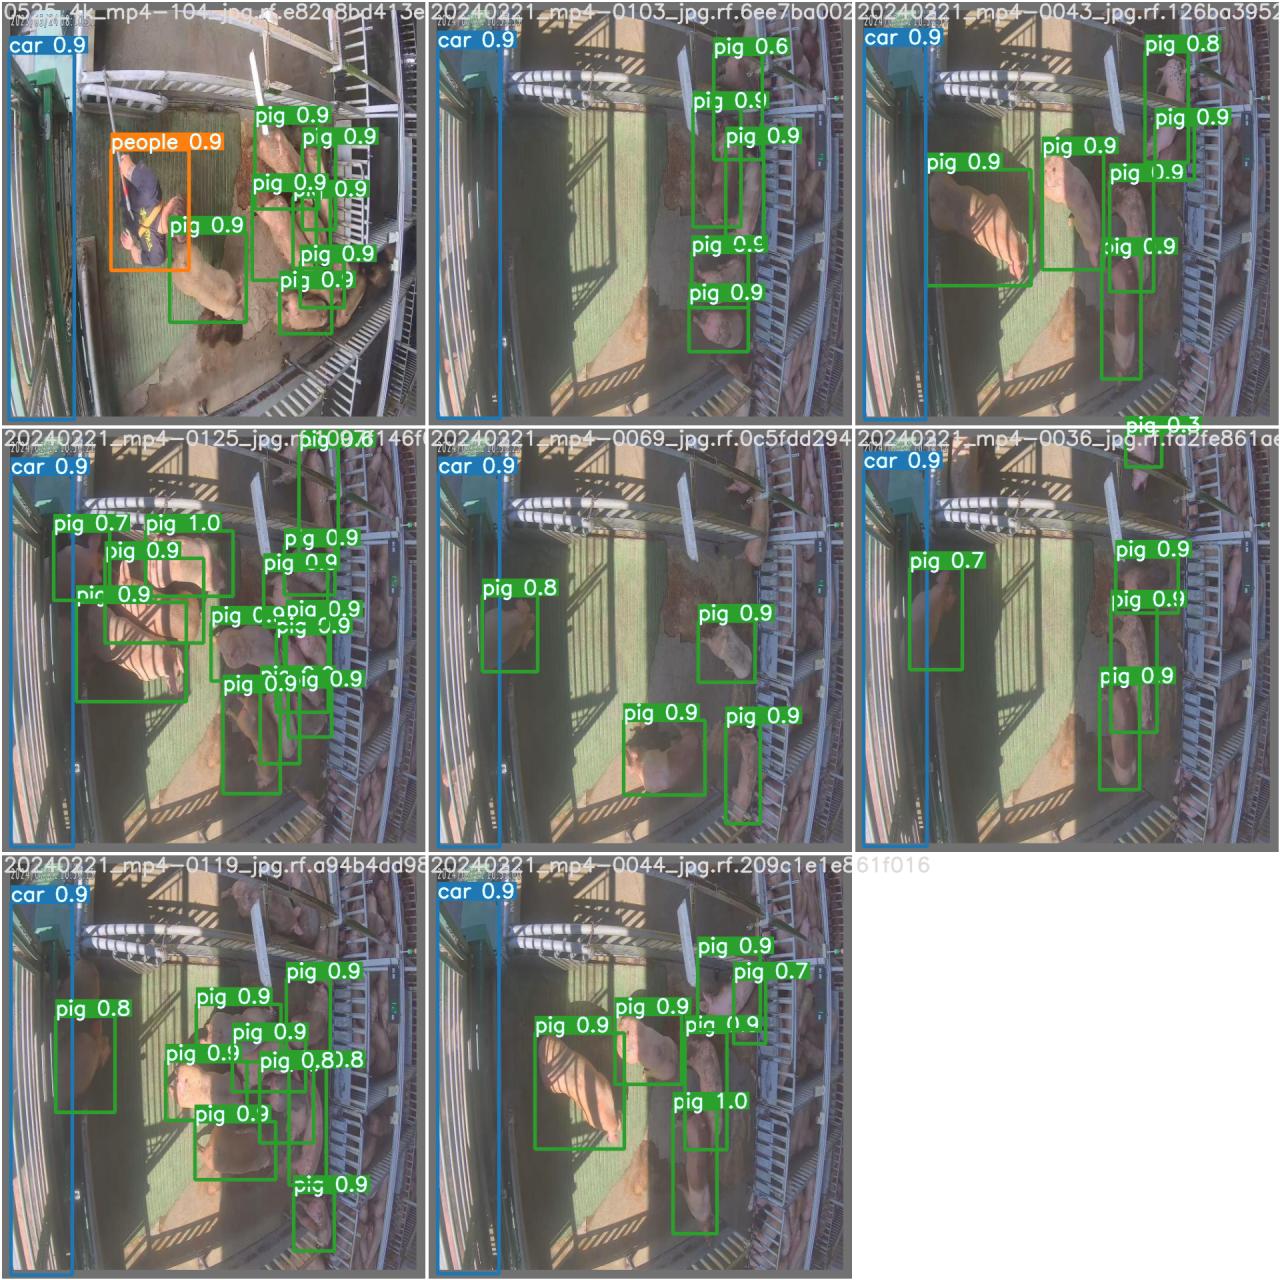 0525_4k_mp4-104_jpg.rf.e82c8bd413e
car 0.9
people 0.9
pig 0.9
pig 0.9
pig 0.9
pig 0.9
pig 0.9
pig 0.9
20240221_mp4-0103_jpg.rf.6ee7ba002
car 0.9
pig 0.6
pig 0.9
pig 0.9
pig 0.9
pig 0.9
20240221_mp4-0043_jpg.rf.126ba3952
car 0.9
pig 0.8
pig 0.9
pig 0.9
pig 0.9
pig 0.9
pig 0.9
20240221_mp4-0125_jpg
car 0.9
pig 0.7
pig 1.0
pig 0.9
pig 0.9
pig 0.9
pig 0.9
pig 0.9
pig 0.9
pig 0.9
pig 0.9
pig 0.9
20240221_mp4-0069_jpg.rf.0c5fdd294
car 0.9
pig 0.8
pig 0.9
pig 0.9
pig 0.9
20240221_mp4-0036_jpg.rf.fa2fe861ae
pig 0.3
car 0.9
pig 0.7
pig 0.9
pig 0.9
pig 0.9
20240221_mp4-0119_jpg.rf.a94b4dd98
car 0.9
pig 0.8
pig 0.9
pig 0.9
pig 0.9
pig 0.9
pig 0.8
pig 0.9
pig 0.9
20240221_mp4-0044_jpg.rf.209c1e1e861f016
car 0.9
pig 0.9
pig 0.7
pig 0.9
pig 0.9
pig 0.9
pig 1.0